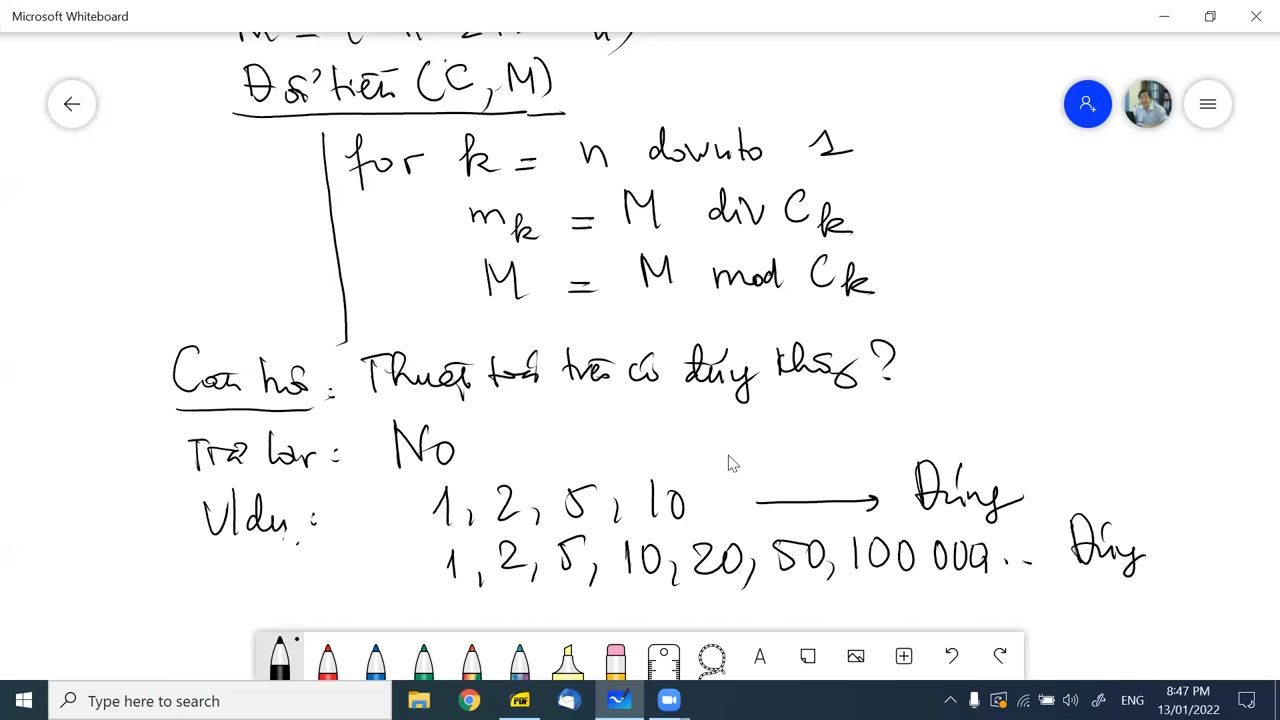 Microsoft Whiteboard
Đổi tiền (C, M)
for k = n downto 1
m_k = M div C_k
M = M mod C_k
Câu hỏi: Thuật toán trên có đúng không?
Trả lời: No
Ví dụ: 1, 2, 5, 10 → Đúng
1, 2, 5, 10, 20, 50, 100 000.. Đúng
A
Type here to search
PDF
ENG
8:47 PM
13/01/2022